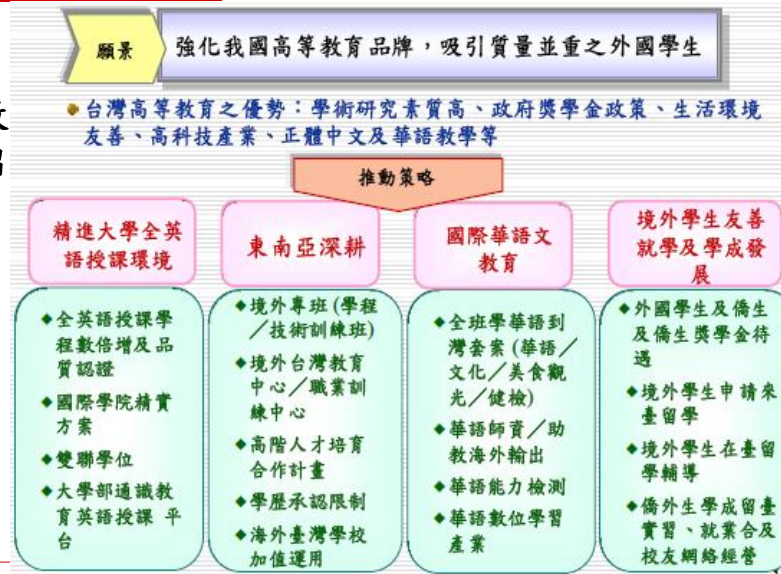 願景
強化我國高等教育品牌，吸引質量並重之外國學生
台灣高等教育之優勢：學術研究素質高、政府獎學金政策、生活環境
友善、高科技產業、正體中文及華語教學等
推動策略
精進大學全英
語授課環境
◆全英語授課學
程數倍增及品
質認證
◆國際學院精實
方案
◆雙聯學位
◆大學部通識教
育英語授課 平
台
東南亞深耕
◆境外專班(學程
／技術訓練班)
◆境外台灣教育
中心／職業訓
練中心
◆高階人才培育
合作計畫
◆學歷承認限制
◆海外臺灣學校
加值運用
國際華語文
教育
◆全班學華語到
灣套案(華語／
文化／美食觀
光／健檢)
◆華語師資／助
教海外輸出
◆華語能力檢測
◆華語數位學習
產業
境外學生友善
就學及學成發
展
◆外國學生及僑生
及僑生獎學金待
遇
◆境外學生申請來
臺留學
◆境外學生在臺留
學輔導
◆僑外生學成留臺
實習、就業合及
校友網絡經營